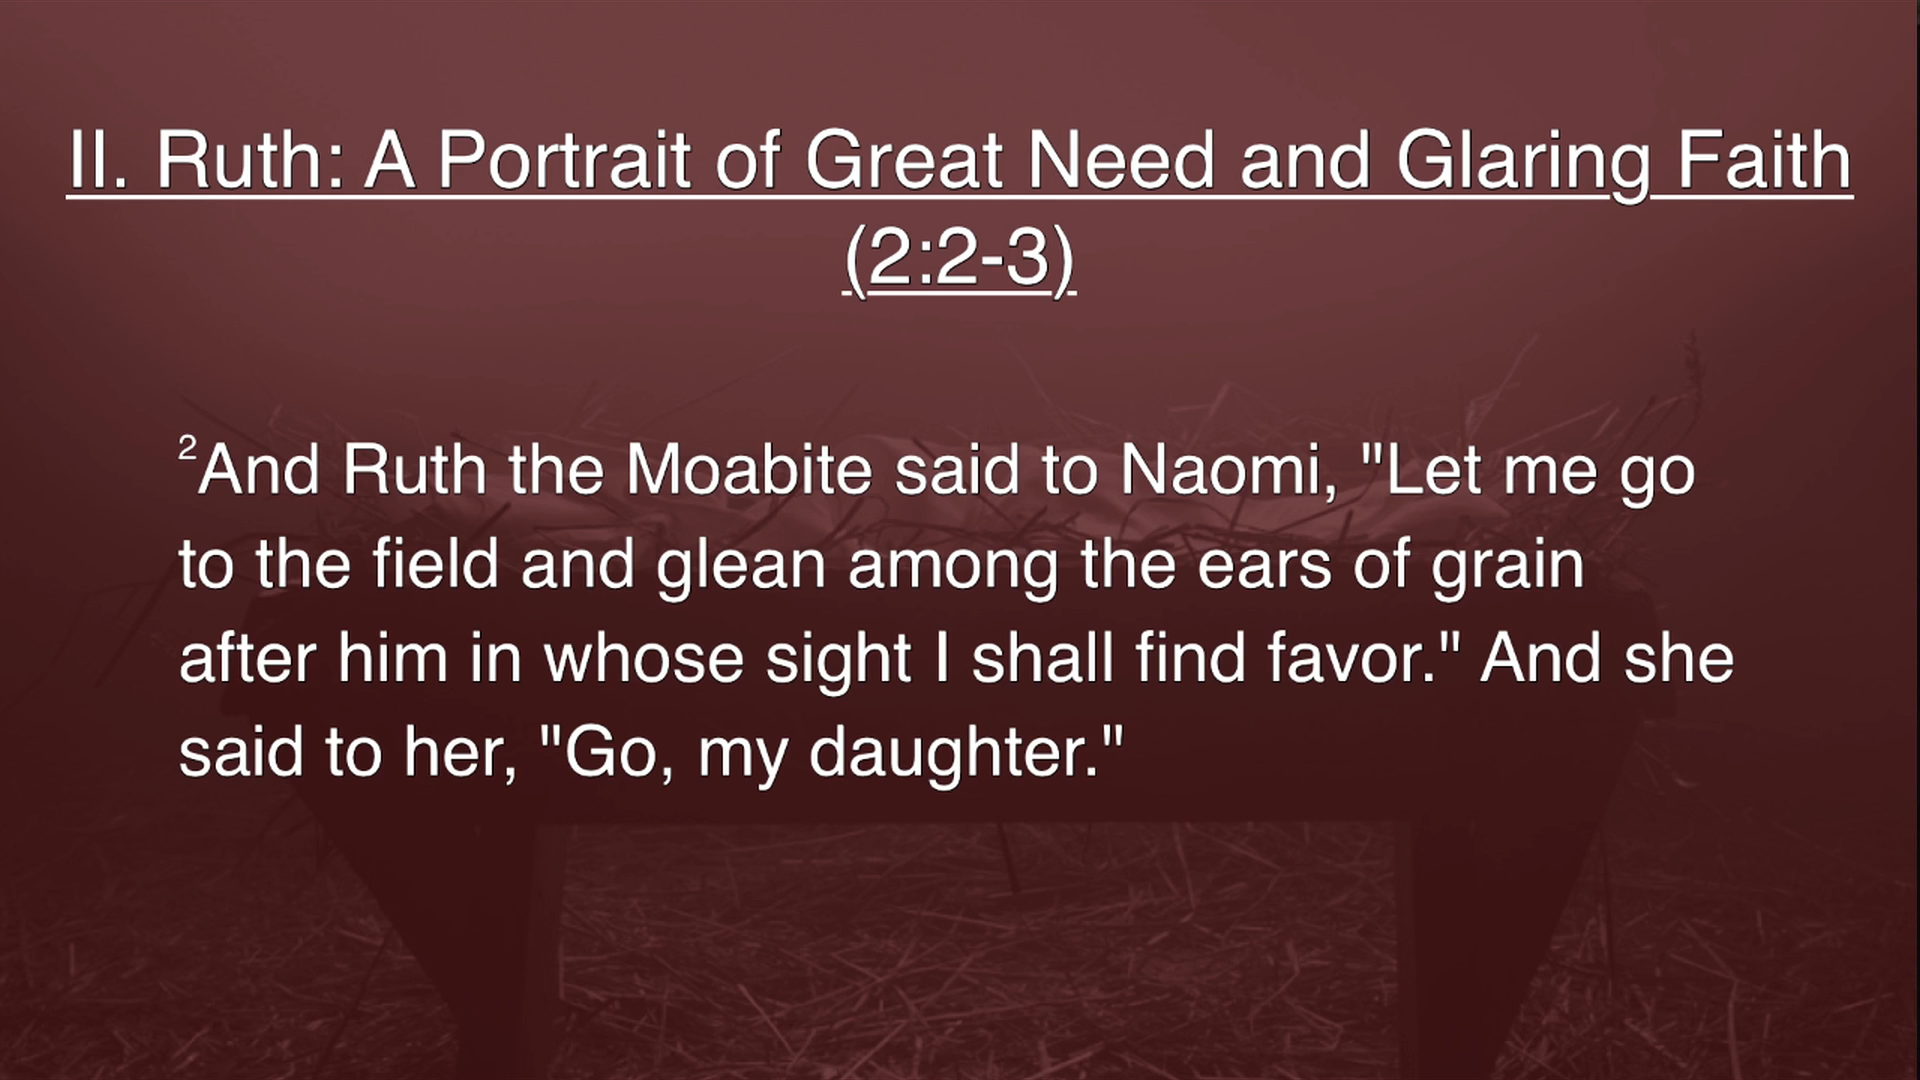 II. Ruth: A Portrait of Great Need and Glaring Faith
(2:2-3)
²And Ruth the Moabite said to Naomi, "Let me go
to the field and glean among the ears of grain
after him in whose sight I shall find favor." And she
said to her, "Go, my daughter."